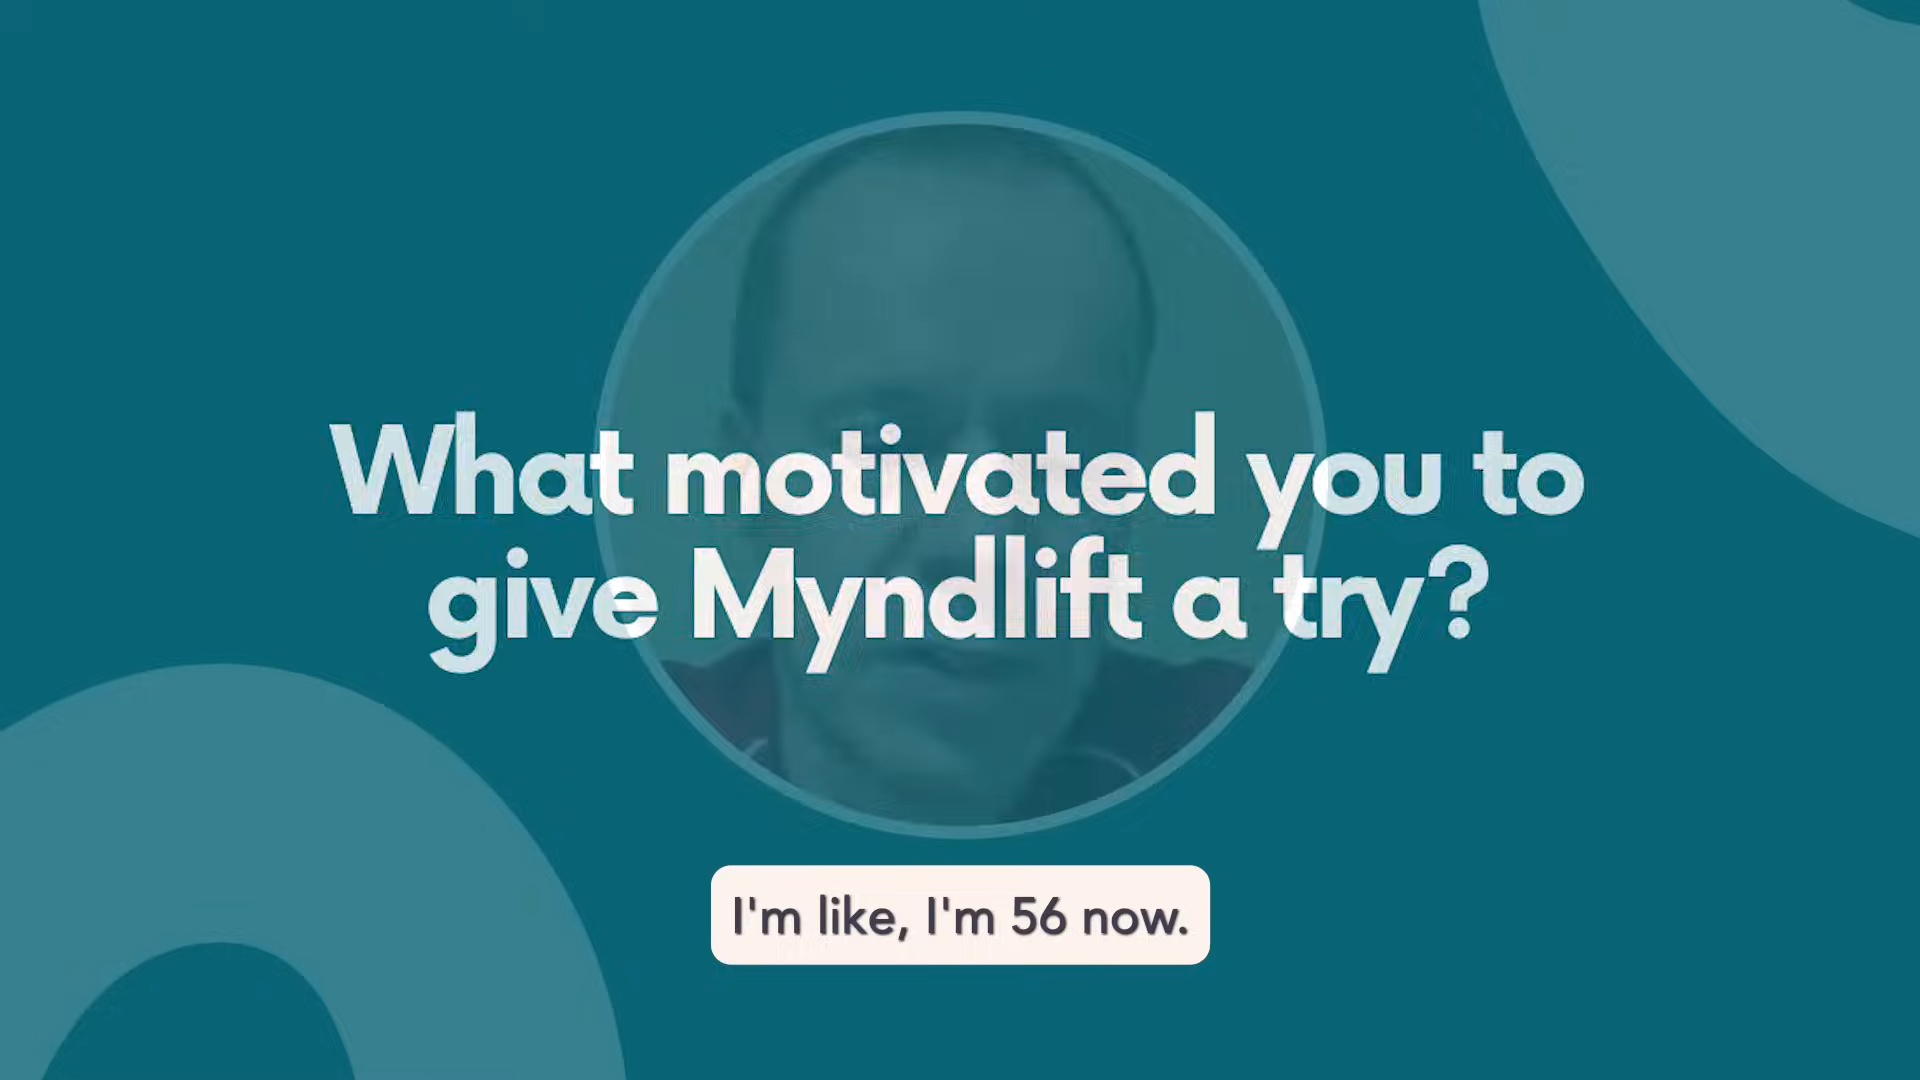 What motivated you to
give Myndlift a try?
I'm like, I'm 56 now.